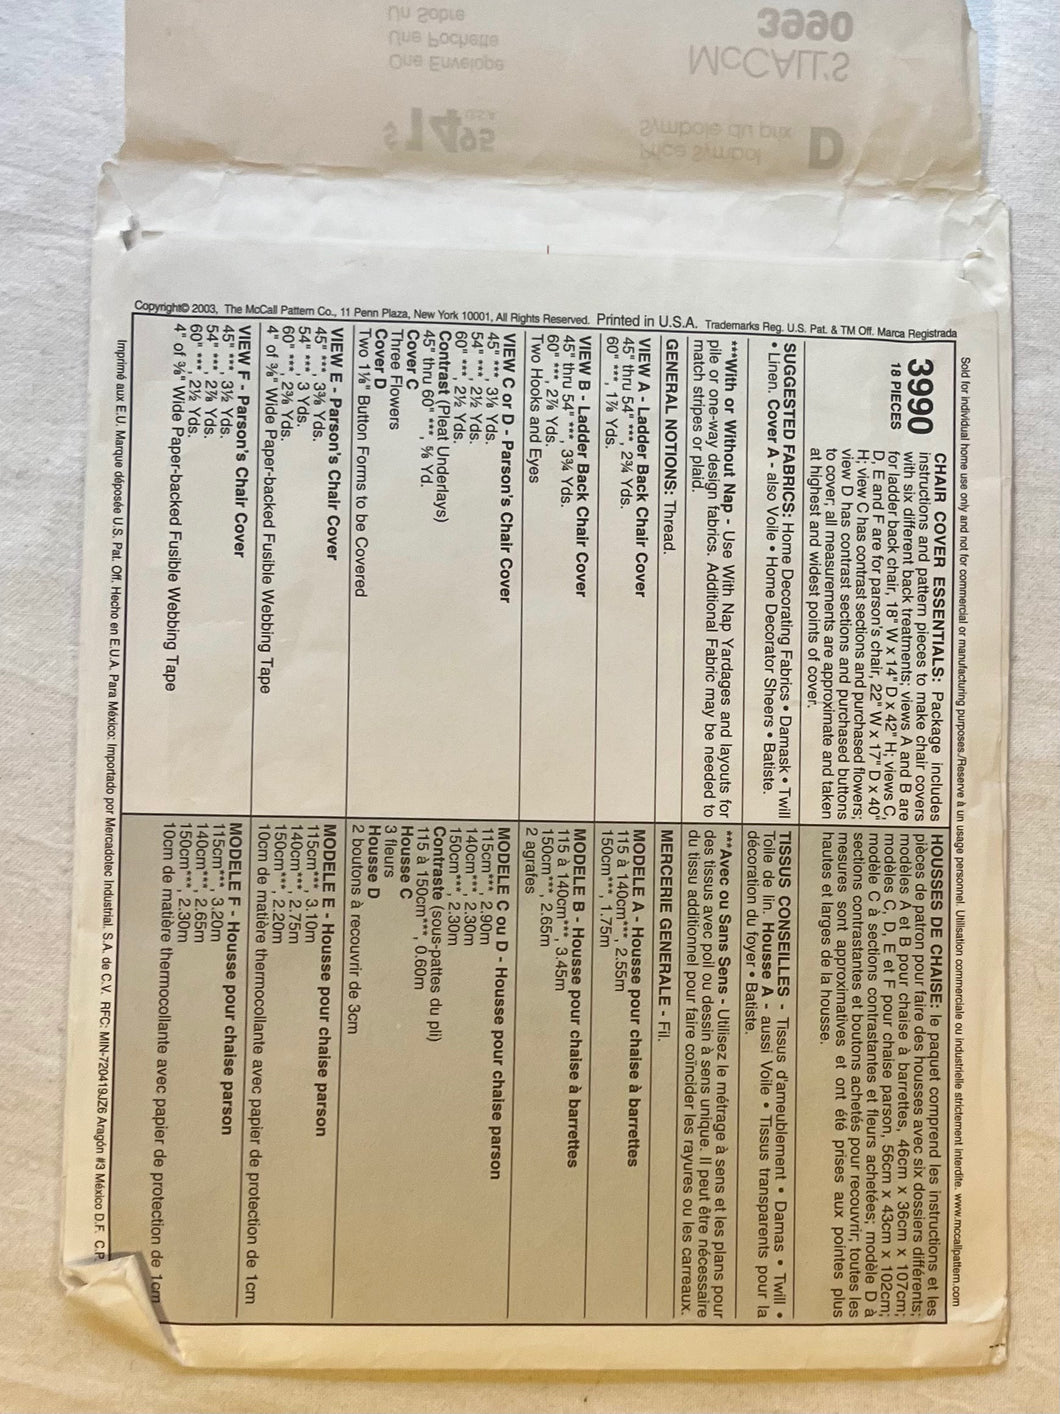 Sold for individual home use only and not for commercial or manufacturing purposes./Reserve à un usage personnel. Utilisation commerciale ou industrielle strictement interdite. www.mccallpattern.com
3990
18 PIECES
CHAIR COVER ESSENTIALS: Package includes
instructions and pattern pieces to make chair covers
with six different back treatments; views A and B are
for ladder back chair, 18" W x 14" D x 42" H; views C,
D, E and F are for parson's chair, 22" W x 17" D x 40"
H; view C has contrast sections and purchased flowers;
view D has contrast sections and purchased buttons
to cover; all measurements are approximate and taken
at highest and widest points of cover.
SUGGESTED FABRICS: Home Decorating Fabrics • Damask • Twill
• Linen. Cover A - also Voile • Home Decorator Sheers • Batiste.
***With or Without Nap - Use With Nap Yardages and layouts for
pile or one-way design fabrics. Additional Fabric may be needed to
match stripes or plaid.
GENERAL NOTIONS: Thread.
VIEW A - Ladder Back Chair Cover
45" thru 54" ***, 2¾ Yds.
60" ***, 1⅞ Yds.
VIEW B - Ladder Back Chair Cover
45" thru 54" ***, 3¾ Yds.
60" ***, 2⅞ Yds.
Two Hooks and Eyes
VIEW C or D - Parson's Chair Cover
45" ***, 3⅛ Yds.
54" ***, 2½ Yds.
60" ***, 2½ Yds.
Contrast (Pleat Underlays)
45" thru 60" ***, ⅝ Yd.
Cover C
Three Flowers
Cover D
Two 1⅛" Button Forms to be Covered
VIEW E - Parson's Chair Cover
45" ***, 3⅜ Yds.
54" ***, 3 Yds.
60" ***, 2⅜ Yds.
4" of ⅜" Wide Paper-backed Fusible Webbing Tape
VIEW F - Parson's Chair Cover
45" ***, 3½ Yds.
54" ***, 2⅞ Yds.
60" ***, 2½ Yds.
4" of ⅜" Wide Paper-backed Fusible Webbing Tape
HOUSSES DE CHAISE: le paquet comprend les instructions et les
pièces de patron pour faire des housses avec six dossiers différents;
modèles A et B pour chaise à barrettes, 46cm x 36cm x 107cm;
modèles C, D, E et F pour chaise parson, 56cm x 43cm x 102cm;
modèle C à sections contrastantes et fleurs achetées; modèle D à
sections contrastantes et boutons achetés pour recouvrir; toutes les
mesures sont approximatives et ont été prises aux pointes plus
hautes et larges de la housse.
TISSUS CONSEILLES - Tissus d'ameublement • Damas • Twill •
Toile de lin. Housse A - aussi Voile • Tissus transparents pour la
décoration du foyer • Batiste.
***Avec ou Sans Sens - Utilisez le métrage à sens et les plans pour
des tissus avec poil ou dessin à sens unique. Il peut être nécessaire
du tissu additionnel pour faire coïncider les rayures ou les carreaux.
MERCERIE GENERALE - Fil.
MODELE A - Housse pour chaise à barrettes
115 à 140cm***, 2.55m
150cm***, 1.75m
MODELE B - Housse pour chaise à barrettes
115 à 140cm***, 3.45m
150cm***, 2.65m
2 agrafes
MODELE C ou D - Housse pour chaise parson
115cm***, 2.90m
140cm***, 2.30m
150cm***, 2.30m
Contraste (sous-pattes du pli)
115 à 150cm***, 0.60m
Housse C
3 fleurs
Housse D
2 boutons à recouvrir de 3cm
MODELE E - Housse pour chaise parson
115cm***, 3.10m
140cm***, 2.75m
150cm***, 2.20m
10cm de matière thermocollante avec papier de protection de 1cm
MODELE F - Housse pour chaise parson
115cm***, 3.20m
140cm***, 2.65m
150cm***, 2.30m
10cm de matière thermocollante avec papier de protection de 1cm
Copyright© 2003, The McCall Pattern Co., 11 Penn Plaza, New York 10001, All Rights Reserved. Printed in U.S.A. Trademarks Reg. U.S. Pat. & TM Off. Marca Registrada
Imprimé aux E.U. Marque déposée U.S. Pat. Off. Hecho en E.U.A. Para México: Importado por Mercadotec Industrial. S.A. de C.V. RFC: MIN-720419JZ6 Aragón #3 México D.F. C.P.
McCALL'S
3990
One Envelope
Une Pochette
Un Sobre
Price Symbol
Symbole du prix
D
$14.95
U.S.A.